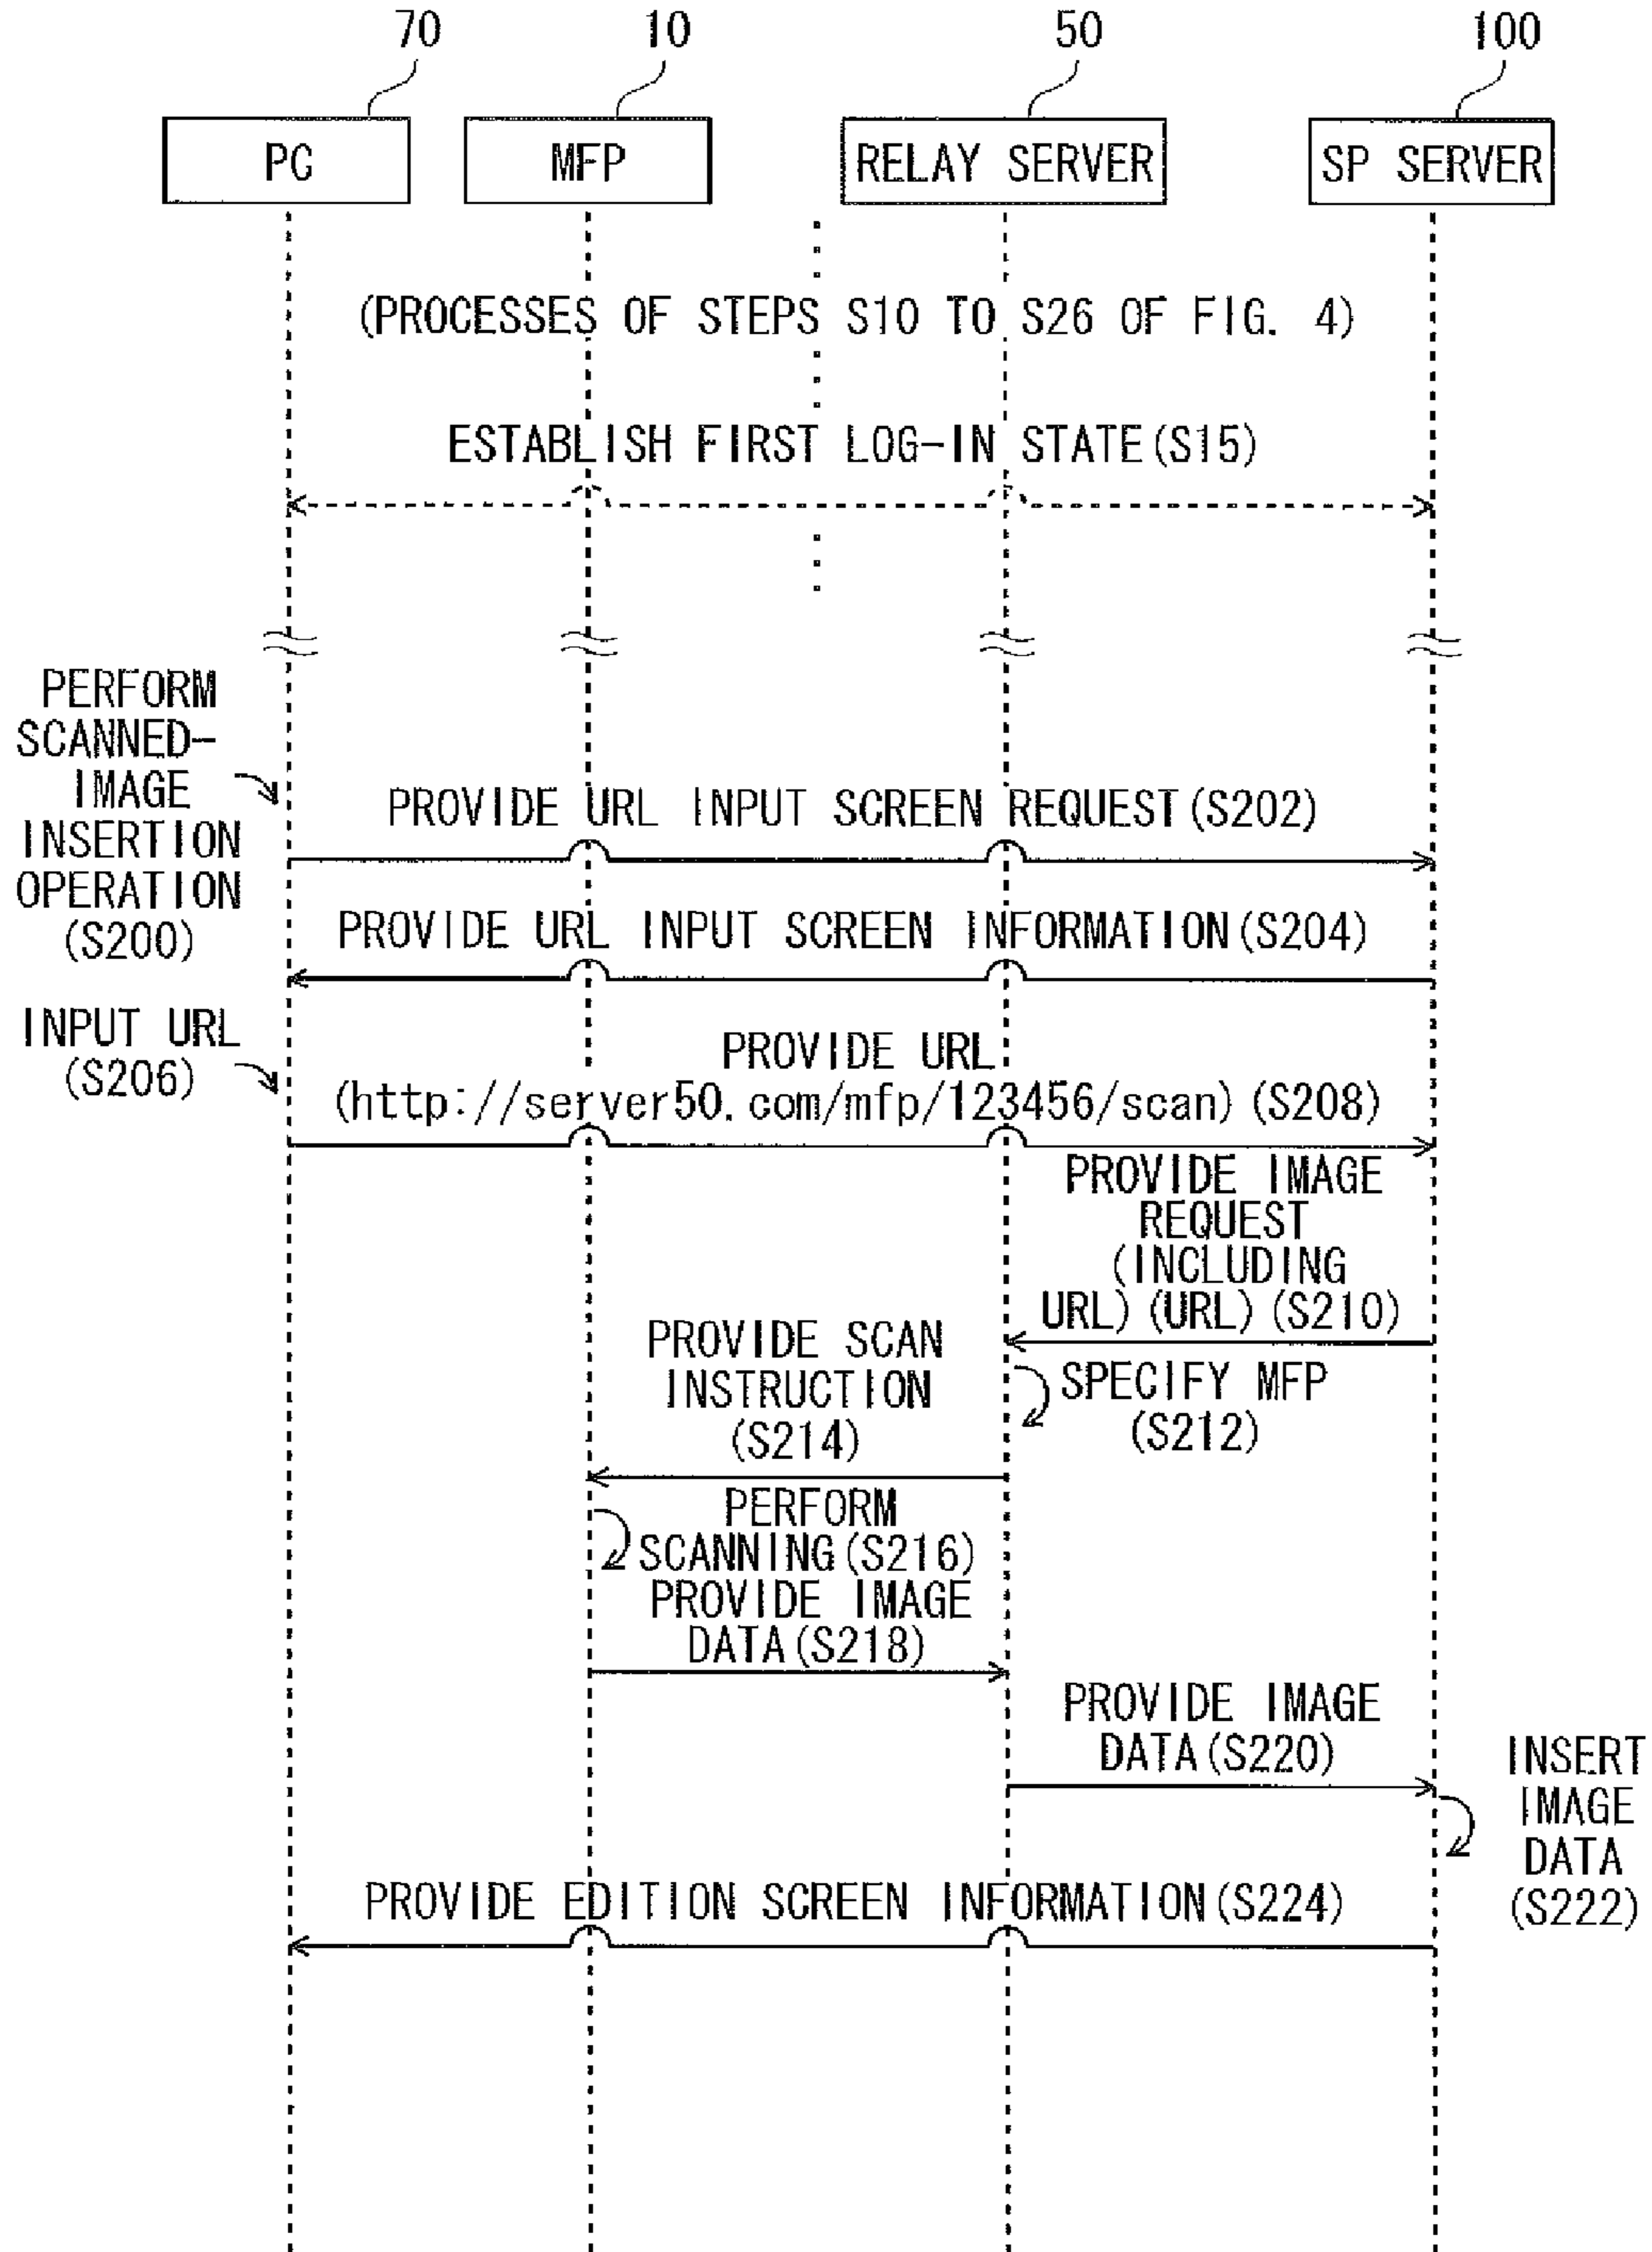 70
10
50
100
PG
MFP
RELAY SERVER
SP SERVER
(PROCESSES OF STEPS S10 TO S26 OF FIG. 4)
ESTABLISH FIRST LOG-IN STATE(S15)
PERFORM
SCANNED-
IMAGE
INSERTION
OPERATION
(S200)
PROVIDE URL INPUT SCREEN REQUEST(S202)
PROVIDE URL INPUT SCREEN INFORMATION(S204)
INPUT URL
(S206)
PROVIDE URL
(http://server50.com/mfp/123456/scan)(S208)
PROVIDE IMAGE
REQUEST
(INCLUDING
URL)(URL)(S210)
SPECIFY MFP
(S212)
PROVIDE SCAN
INSTRUCTION
(S214)
PERFORM
SCANNING(S216)
PROVIDE IMAGE
DATA(S218)
PROVIDE IMAGE
DATA(S220)
INSERT
IMAGE
DATA
(S222)
PROVIDE EDITION SCREEN INFORMATION(S224)